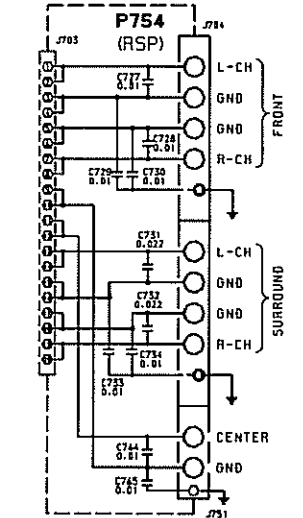 P754
(RSP)
J703
J704
L-CH
C727
0.01
GND
FRONT
GND
C728
0.01
R-CH
C729
0.01
C730
0.01
L-CH
C731
0.022
GND
SURROUND
C732
0.022
GND
R-CH
C733
0.01
C734
0.01
CENTER
C764
0.01
GND
C765
0.01
J751